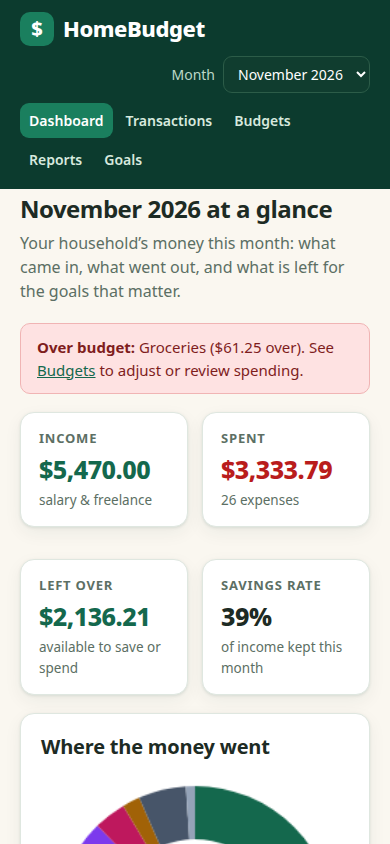 $ HomeBudget
Month November 2026
Dashboard Transactions Budgets
Reports Goals
November 2026 at a glance
Your household’s money this month: what
came in, what went out, and what is left for
the goals that matter.
Over budget: Groceries ($61.25 over). See
Budgets to adjust or review spending.
INCOME
$5,470.00
salary & freelance
SPENT
$3,333.79
26 expenses
LEFT OVER
$2,136.21
available to save or
spend
SAVINGS RATE
39%
of income kept this
month
Where the money went